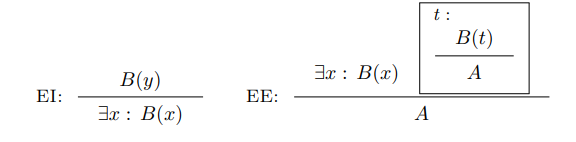 t :
B(t)
A
∃x : B(x)
EI: B(y)
∃x : B(x)
EE:
A